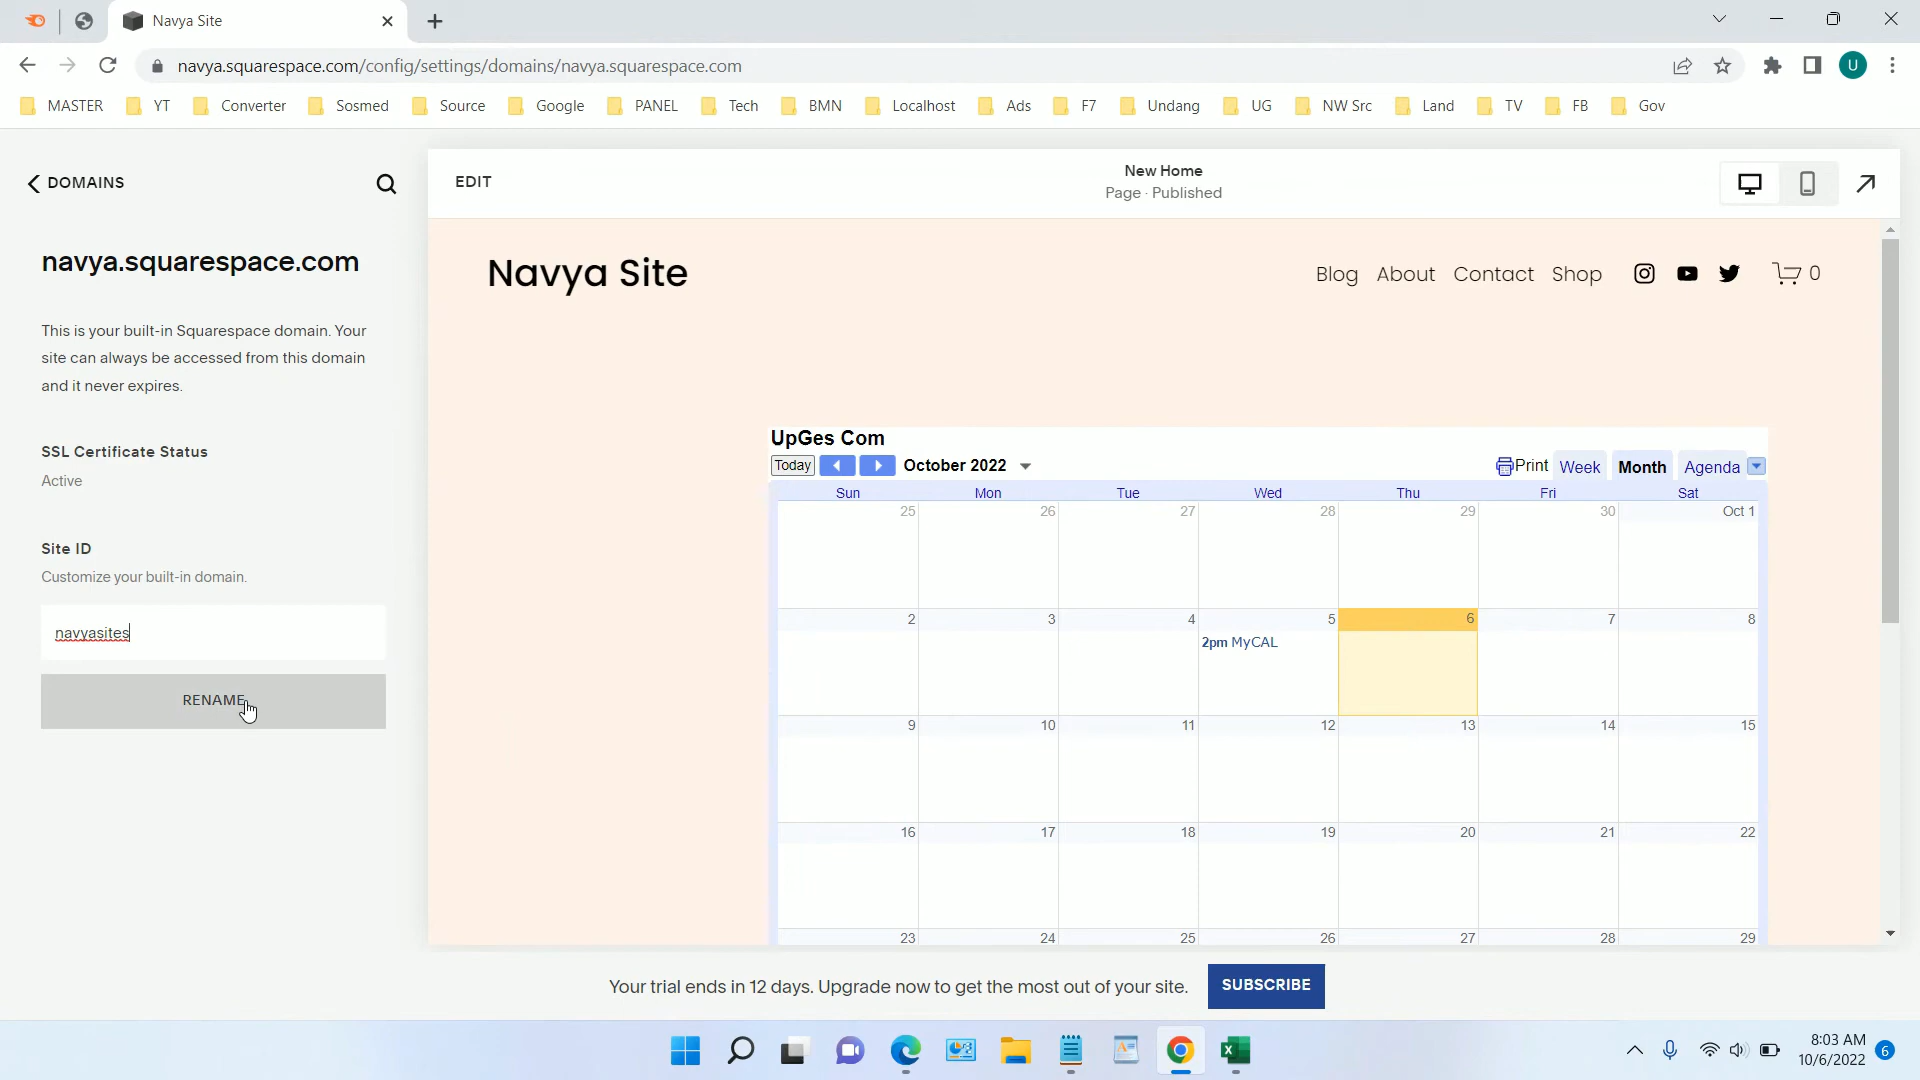 Navya Site
navya.squarespace.com/config/settings/domains/navya.squarespace.com
U
MASTER YT Converter Sosmed Source Google PANEL Tech BMN Localhost Ads F7 Undang UG NW Src Land TV FB Gov
DOMAINS
navya.squarespace.com
This is your built-in Squarespace domain. Your
site can always be accessed from this domain
and it never expires.
SSL Certificate Status
Active
Site ID
Customize your built-in domain.
navyasites
RENAME
EDIT
New Home
Page · Published
Navya Site
Blog About Contact Shop 0
UpGes Com
Today October 2022 Print Week Month Agenda
Sun Mon Tue Wed Thu Fri Sat
25 26 27 28 29 30 Oct 1
2 3 4 5 6 7 8
2pm MyCAL
9 10 11 12 13 14 15
16 17 18 19 20 21 22
23 24 25 26 27 28 29
Your trial ends in 12 days. Upgrade now to get the most out of your site. SUBSCRIBE
8:03 AM
10/6/2022 6